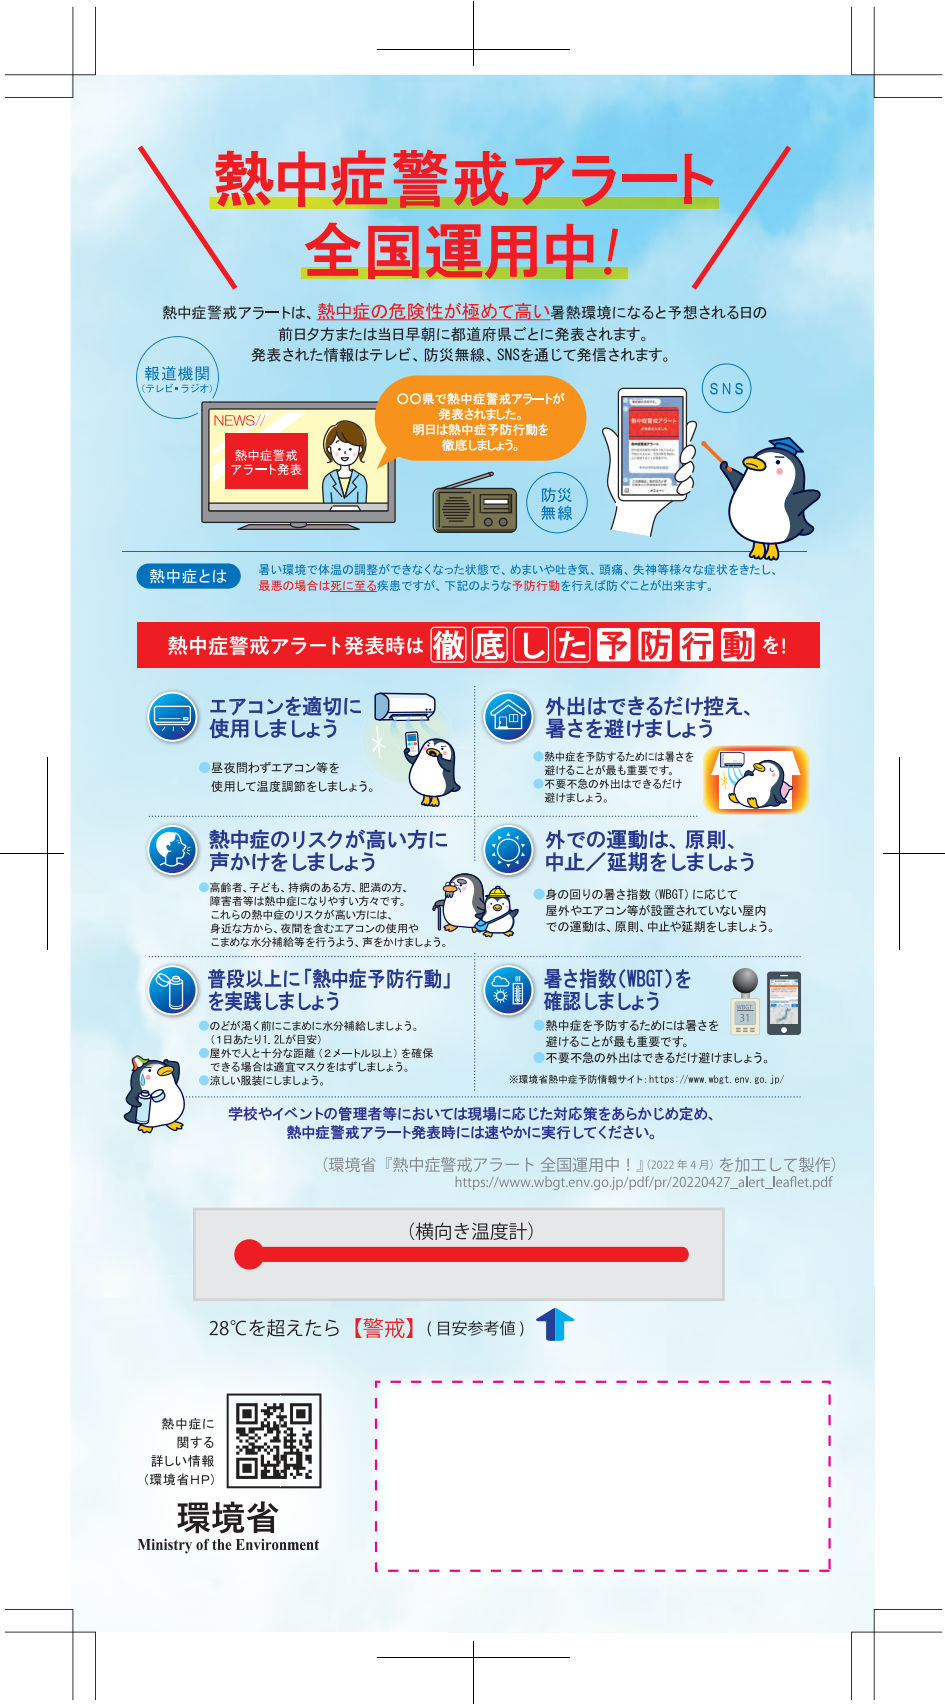 熱中症警戒アラート
全国運用中!
熱中症警戒アラートは、熱中症の危険性が極めて高い暑熱環境になると予想される日の
前日夕方または当日早朝に都道府県ごとに発表されます。
発表された情報はテレビ、防災無線、SNSを通じて発信されます。
報道機関
(テレビ・ラジオ)
NEWS//
熱中症警戒
アラート発表
〇〇県で熱中症警戒アラートが
発表されました。
明日は熱中症予防行動を
徹底しましょう。
防災
無線
熱中症警戒アラート
SNS
熱中症とは
暑い環境で体温の調整ができなくなった状態で、めまいや吐き気、頭痛、失神等様々な症状をきたし、
最悪の場合は死に至る疾患ですが、下記のような予防行動を行えば防ぐことが出来ます。
熱中症警戒アラート発表時は徹底した予防行動を!
エアコンを適切に
使用しましょう
●昼夜問わずエアコン等を
使用して温度調節をしましょう。
外出はできるだけ控え、
暑さを避けましょう
●熱中症を予防するためには暑さを
避けることが最も重要です。
●不要不急の外出はできるだけ
避けましょう。
熱中症のリスクが高い方に
声かけをしましょう
●高齢者、子ども、持病のある方、肥満の方、
障害者等は熱中症になりやすい方々です。
これらの熱中症のリスクが高い方には、
身近な方から、夜間を含むエアコンの使用や
こまめな水分補給等を行うよう、声をかけましょう。
外での運動は、原則、
中止/延期をしましょう
●身の回りの暑さ指数(WBGT)に応じて
屋外やエアコン等が設置されていない屋内
での運動は、原則、中止や延期をしましょう。
普段以上に「熱中症予防行動」
を実践しましょう
●のどが渇く前にこまめに水分補給しましょう。
(1日あたり1.2Lが目安)
●屋外で人と十分な距離(2メートル以上)を確保
できる場合は適宜マスクをはずしましょう。
●涼しい服装にしましょう。
暑さ指数(WBGT)を
確認しましょう
●熱中症を予防するためには暑さを
避けることが最も重要です。
●不要不急の外出はできるだけ避けましょう。
WBGT
31
※環境省熱中症予防情報サイト:https://www.wbgt.env.go.jp/
学校やイベントの管理者等においては現場に応じた対応策をあらかじめ定め、
熱中症警戒アラート発表時には速やかに実行してください。
(環境省『熱中症警戒アラート 全国運用中!』(2022年4月)を加工して製作)
https://www.wbgt.env.go.jp/pdf/pr/20220427_alert_leaflet.pdf
(横向き温度計)
28℃を超えたら【警戒】(目安参考値)
熱中症に
関する
詳しい情報
(環境省HP)
環境省
Ministry of the Environment